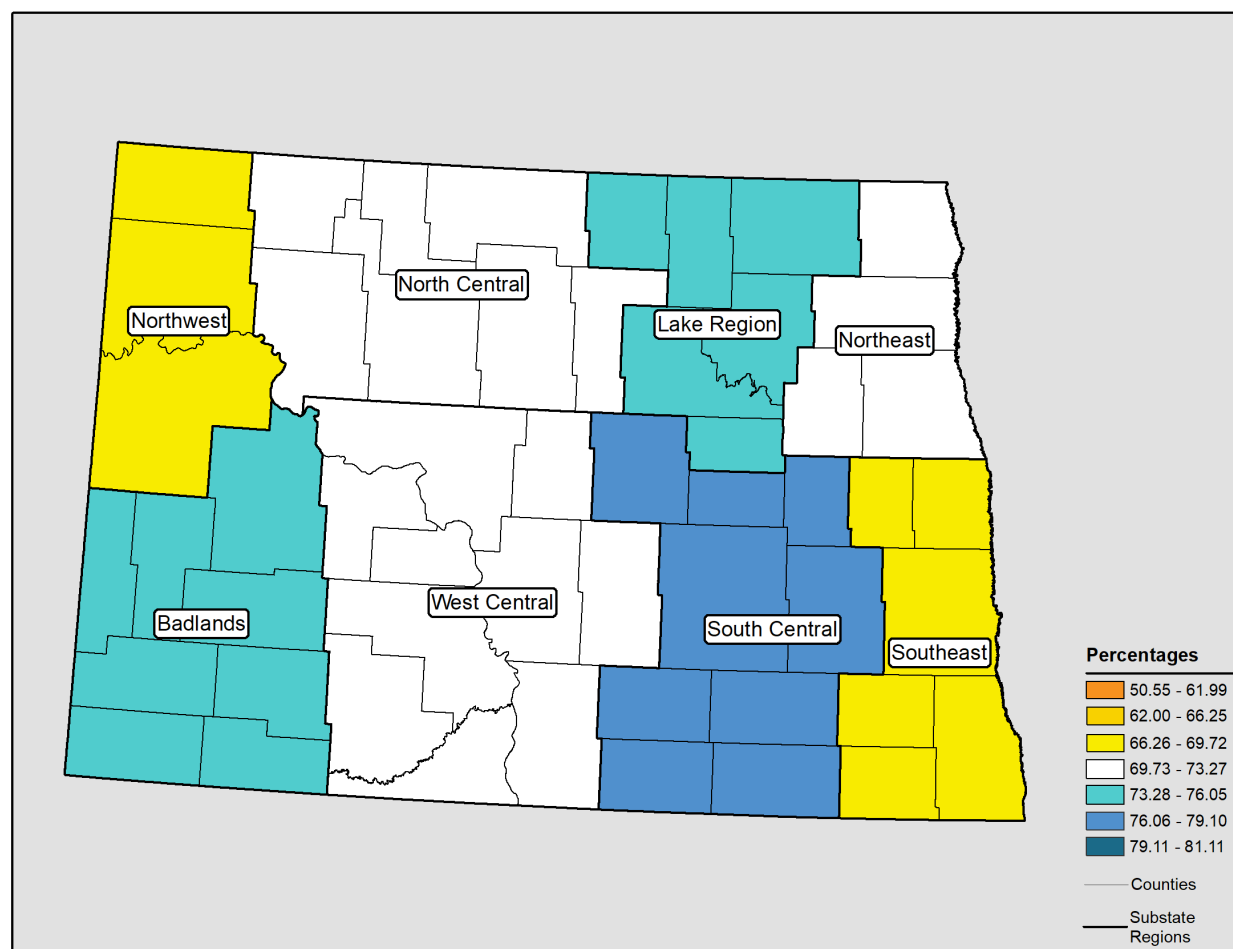 North Central
Northwest
Lake Region
Northeast
West Central
Badlands
South Central
Southeast
Percentages
50.55 - 61.99
62.00 - 66.25
66.26 - 69.72
69.73 - 73.27
73.28 - 76.05
76.06 - 79.10
79.11 - 81.11
Counties
Substate
Regions